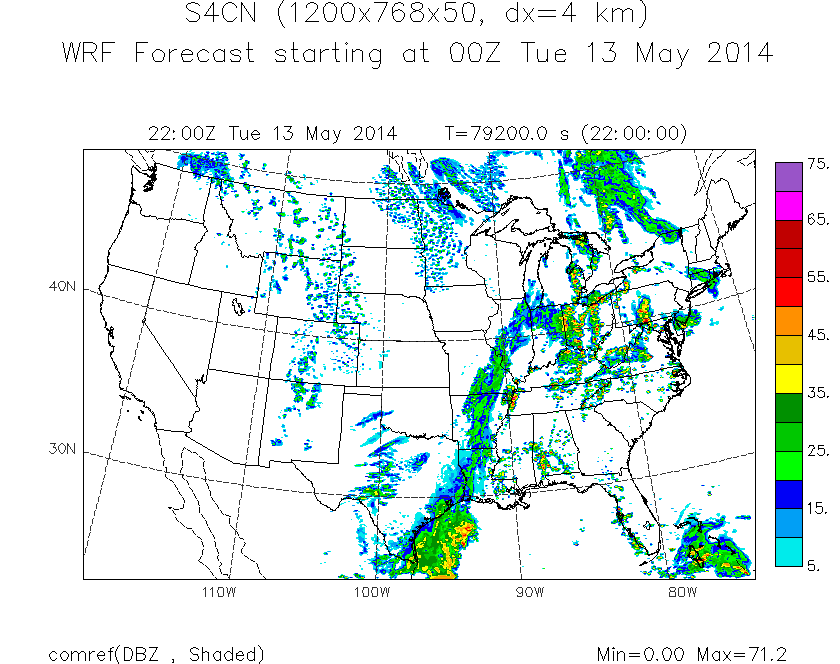 S4CN (1200x768x50, dx=4 km)
WRF Forecast starting at 00Z Tue 13 May 2014
22:00Z Tue 13 May 2014 T=79200.0 s (22:00:00)
75.
65.
55.
45.
35.
25.
15.
5.
40N
30N
110W 100W 90W 80W
comref(DBZ , Shaded) Min=0.00 Max=71.2